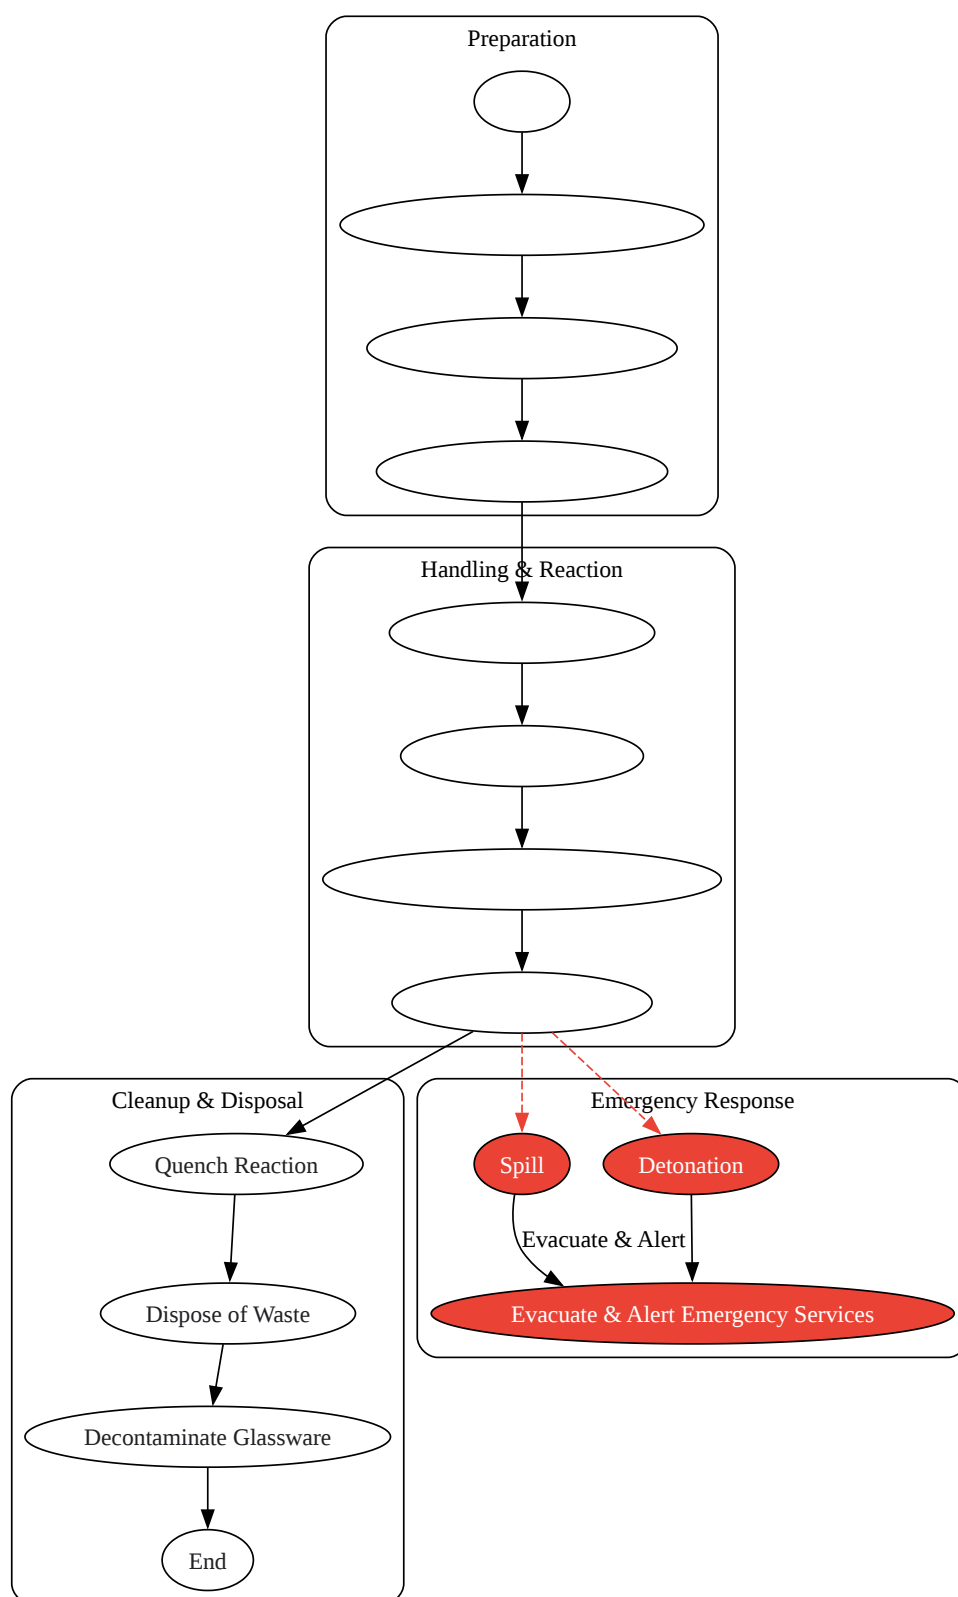 Preparation
Handling & Reaction
Cleanup & Disposal
Emergency Response
Quench Reaction
Spill
Detonation
Evacuate & Alert
Dispose of Waste
Evacuate & Alert Emergency Services
Decontaminate Glassware
End